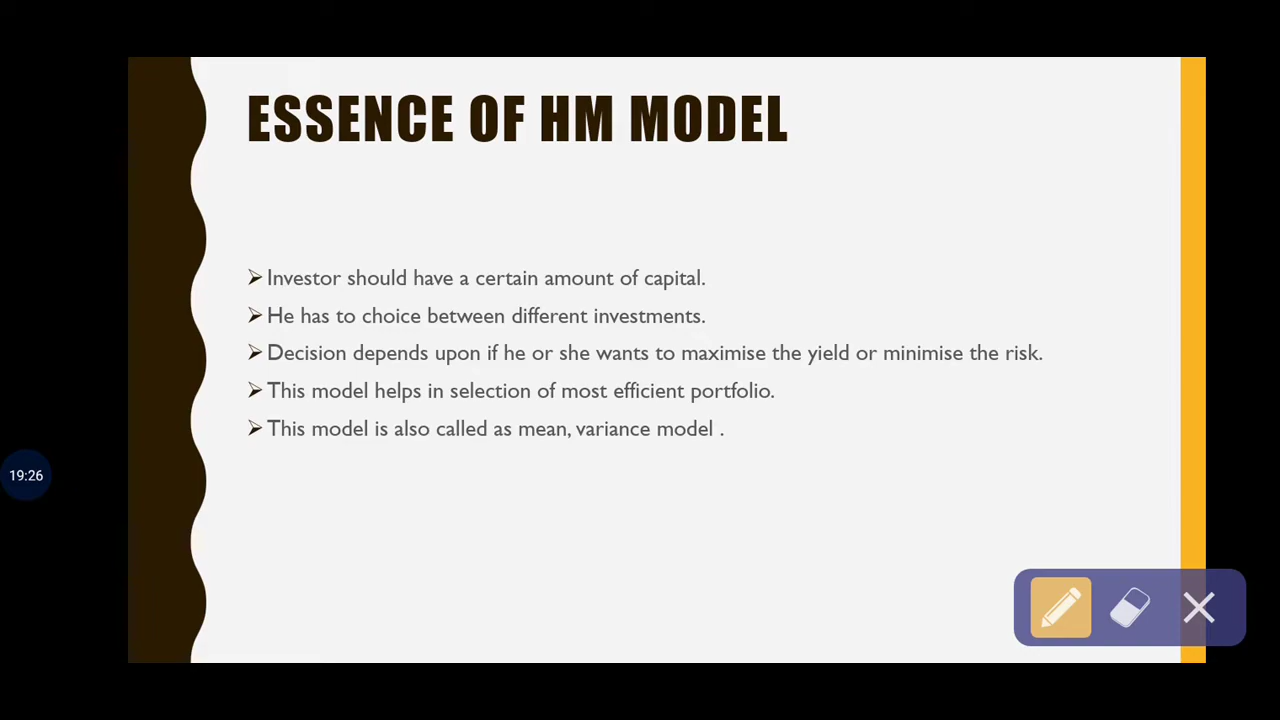 ESSENCE OF HM MODEL
➢Investor should have a certain amount of capital.
➢He has to choice between different investments.
➢Decision depends upon if he or she wants to maximise the yield or minimise the risk.
➢This model helps in selection of most efficient portfolio.
➢This model is also called as mean, variance model .
19:26